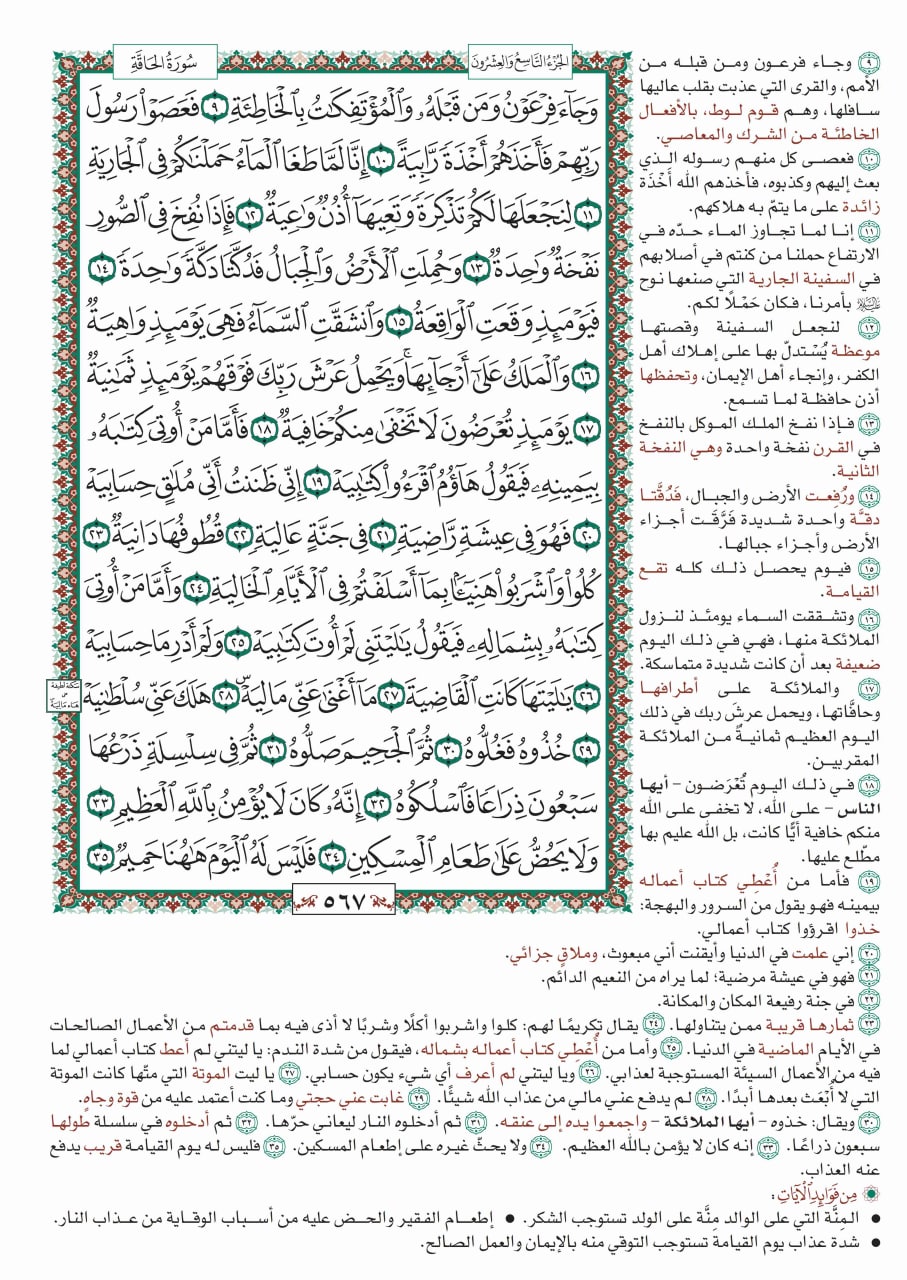 سُورَةُ الحَاقَّةِ
الجُزْءُ التَّاسِعُ وَالعِشْرُونَ
وَجَآءَ فِرْعَوْنُ وَمَن قَبْلَهُۥ وَٱلْمُؤْتَفِكَٰتُ بِٱلْخَاطِئَةِ ٩ فَعَصَوْا۟ رَسُولَ
رَبِّهِمْ فَأَخَذَهُمْ أَخْذَةً رَّابِيَةً ١٠ إِنَّا لَمَّا طَغَا ٱلْمَآءُ حَمَلْنَٰكُمْ فِى ٱلْجَارِيَةِ
١١ لِنَجْعَلَهَا لَكُمْ تَذْكِرَةً وَتَعِيَهَآ أُذُنٌ وَٰعِيَةٌ ١٢ فَإِذَا نُفِخَ فِى ٱلصُّورِ
نَفْخَةٌ وَٰحِدَةٌ ١٣ وَحُمِلَتِ ٱلْأَرْضُ وَٱلْجِبَالُ فَدُكَّتَا دَكَّةً وَٰحِدَةً ١٤
فَيَوْمَئِذٍ وَقَعَتِ ٱلْوَاقِعَةُ ١٥ وَٱنشَقَّتِ ٱلسَّمَآءُ فَهِىَ يَوْمَئِذٍ وَاهِيَةٌ
١٦ وَٱلْمَلَكُ عَلَىٰٓ أَرْجَآئِهَا ۚ وَيَحْمِلُ عَرْشَ رَبِّكَ فَوْقَهُمْ يَوْمَئِذٍ ثَمَٰنِيَةٌ
١٧ يَوْمَئِذٍ تُعْرَضُونَ لَا تَخْفَىٰ مِنكُمْ خَافِيَةٌ ١٨ فَأَمَّا مَنْ أُوتِىَ كِتَٰبَهُۥ
بِيَمِينِهِۦ فَيَقُولُ هَآؤُمُ ٱقْرَءُوا۟ كِتَٰبِيَهْ ١٩ إِنِّى ظَنَنتُ أَنِّى مُلَٰقٍ حِسَابِيَهْ
٢٠ فَهُوَ فِى عِيشَةٍ رَّاضِيَةٍ ٢١ فِى جَنَّةٍ عَالِيَةٍ ٢٢ قُطُوفُهَا دَانِيَةٌ ٢٣
كُلُوا۟ وَٱشْرَبُوا۟ هَنِيٓـًٔۢا بِمَآ أَسْلَفْتُمْ فِى ٱلْأَيَّامِ ٱلْخَالِيَةِ ٢٤ وَأَمَّا مَنْ أُوتِىَ
كِتَٰبَهُۥ بِشِمَالِهِۦ فَيَقُولُ يَٰلَيْتَنِى لَمْ أُوتَ كِتَٰبِيَهْ ٢٥ وَلَمْ أَدْرِ مَا حِسَابِيَهْ
٢٦ يَٰلَيْتَهَا كَانَتِ ٱلْقَاضِيَةَ ٢٧ مَآ أَغْنَىٰ عَنِّى مَالِيَهْ ۜ ٢٨ هَلَكَ عَنِّى سُلْطَٰنِيَهْ
٢٩ خُذُوهُ فَغُلُّوهُ ٣٠ ثُمَّ ٱلْجَحِيمَ صَلُّوهُ ٣١ ثُمَّ فِى سِلْسِلَةٍ ذَرْعُهَا
سَبْعُونَ ذِرَاعًا فَٱسْلُكُوهُ ٣٢ إِنَّهُۥ كَانَ لَا يُؤْمِنُ بِٱللَّهِ ٱلْعَظِيمِ ٣٣
وَلَا يَحُضُّ عَلَىٰ طَعَامِ ٱلْمِسْكِينِ ٣٤ فَلَيْسَ لَهُ ٱلْيَوْمَ هَٰهُنَا حَمِيمٌ ٣٥
سكتة لطيفة
على
هاء ماليه
٥٦٧
٩ وجاء فرعون ومن قبله من
الأمم، والقرى التي عذبت بقلب عاليها
سافلها، وهم قوم لوط، بالأفعال
الخاطئة من الشرك والمعاصي.
١٠ فعصى كل منهم رسوله الذي
بعث إليهم وكذبوه، فأخذهم الله أَخْذَة
زائدة على ما يتمّ به هلاكهم.
١١ إنا لما تجاوز الماء حدّه في
الارتفاع حملنا من كنتم في أصلابهم
في السفينة الجارية التي صنعها نوح
عليه السلام بأمرنا، فكان حَمْلًا لكم.
١٢ لنجعل السفينة وقصتها
موعظة يُسْتدلّ بها على إهلاك أهل
الكفر، وإنجاء أهل الإيمان، وتحفظها
أذن حافظة لما تسمع.
١٣ فإذا نفخ الملك الموكل بالنفخ
في القرن نفخة واحدة وهي النفخة
الثانية.
١٤ ورُفِعت الأرض والجبال، فَدُقَّتا
دقَّة واحدة شديدة فَرَّقَت أجزاء
الأرض وأجزاء جبالها.
١٥ فيوم يحصل ذلك كله تقع
القيامة.
١٦ وتشققت السماء يومئذ لنزول
الملائكة منها، فهي في ذلك اليوم
ضعيفة بعد أن كانت شديدة متماسكة.
١٧ والملائكة على أطرافها
وحافَّاتها، ويحمل عرشَ ربك في ذلك
اليوم العظيم ثمانيةٌ من الملائكة
المقربين.
١٨ في ذلك اليوم تُعْرَضون - أيها
الناس - على الله، لا تخفى على الله
منكم خافية أيًّا كانت، بل الله عليم بها
مطّلع عليها.
١٩ فأما من أُعْطِي كتاب أعماله
بيمينه فهو يقول من السرور والبهجة:
خذوا اقرؤوا كتاب أعمالي.
٢٠ إني علمت في الدنيا وأيقنت أني مبعوث، وملاقٍ جزائي.
٢١ فهو في عيشة مرضية؛ لما يراه من النعيم الدائم.
٢٢ في جنة رفيعة المكان والمكانة.
٢٣ ثمارها قريبة ممن يتناولها. ٢٤ يقال تكريمًا لهم: كلوا واشربوا أكلًا وشربًا لا أذى فيه بما قدمتم من الأعمال الصالحات
في الأيام الماضية في الدنيا. ٢٥ وأما من أُعْطِي كتاب أعماله بشماله، فيقول من شدة الندم: يا ليتني لم أعط كتاب أعمالي لما
فيه من الأعمال السيئة المستوجبة لعذابي. ٢٦ ويا ليتني لم أعرف أي شيء يكون حسابي. ٢٧ يا ليت الموتة التي متّها كانت الموتة
التي لا أُبْعَث بعدها أبدًا. ٢٨ لم يدفع عني مالي من عذاب الله شيئًا. ٢٩ غابت عني حجتي وما كنت أعتمد عليه من قوة وجاهٍ.
٣٠ ويقال: خذوه - أيها الملائكة - واجمعوا يده إلى عنقه. ٣١ ثم أدخلوه النار ليعاني حرّها. ٣٢ ثم أدخلوه في سلسلة طولها
سبعون ذراعًا. ٣٣ إنه كان لا يؤمن بالله العظيم. ٣٤ ولا يحثّ غيره على إطعام المسكين. ٣٥ فليس له يوم القيامة قريب يدفع
عنه العذاب.
مِن فَوَائِدِ الْآيَاتِ:
• المِنَّة التي على الوالد مِنَّة على الولد تستوجب الشكر. • إطعام الفقير والحض عليه من أسباب الوقاية من عذاب النار.
• شدة عذاب يوم القيامة تستوجب التوقي منه بالإيمان والعمل الصالح.